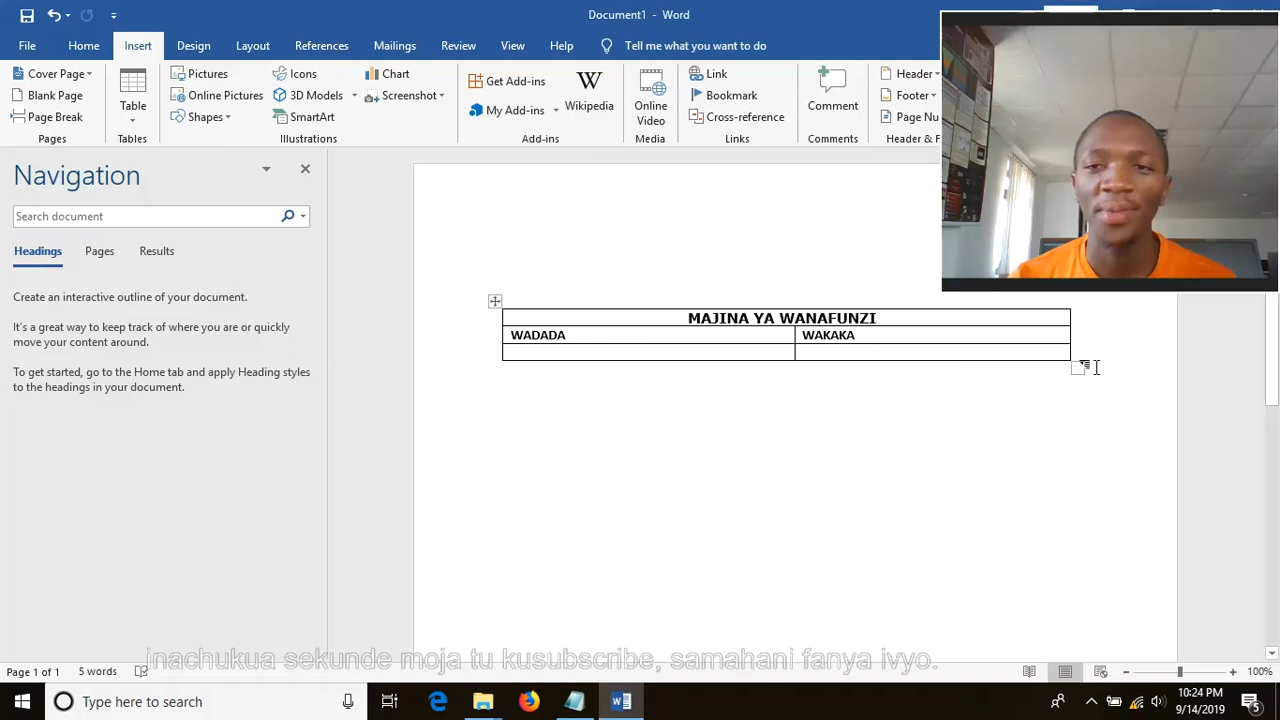 Document1 - Word
File Home Insert Design Layout References Mailings Review View Help Tell me what you want to do
Cover Page
Blank Page
Page Break
Pages
Table
Tables
Pictures
Online Pictures
Shapes
Icons
3D Models
SmartArt
Chart
Screenshot
Illustrations
Get Add-ins
My Add-ins
Wikipedia
Add-ins
Online
Video
Media
Link
Bookmark
Cross-reference
Links
Comment
Comments
Header
Footer
Page Nu
Header & F
Navigation
Search document
Headings Pages Results
Create an interactive outline of your document.
It's a great way to keep track of where you are or quickly
move your content around.
To get started, go to the Home tab and apply Heading styles
to the headings in your document.
MAJINA YA WANAFUNZI
WADADA WAKAKA
inachukua sekunde moja tu kusubscribe, samahani fanya ivyo.
Page 1 of 1 5 words
100%
Type here to search
10:24 PM
9/14/2019
5